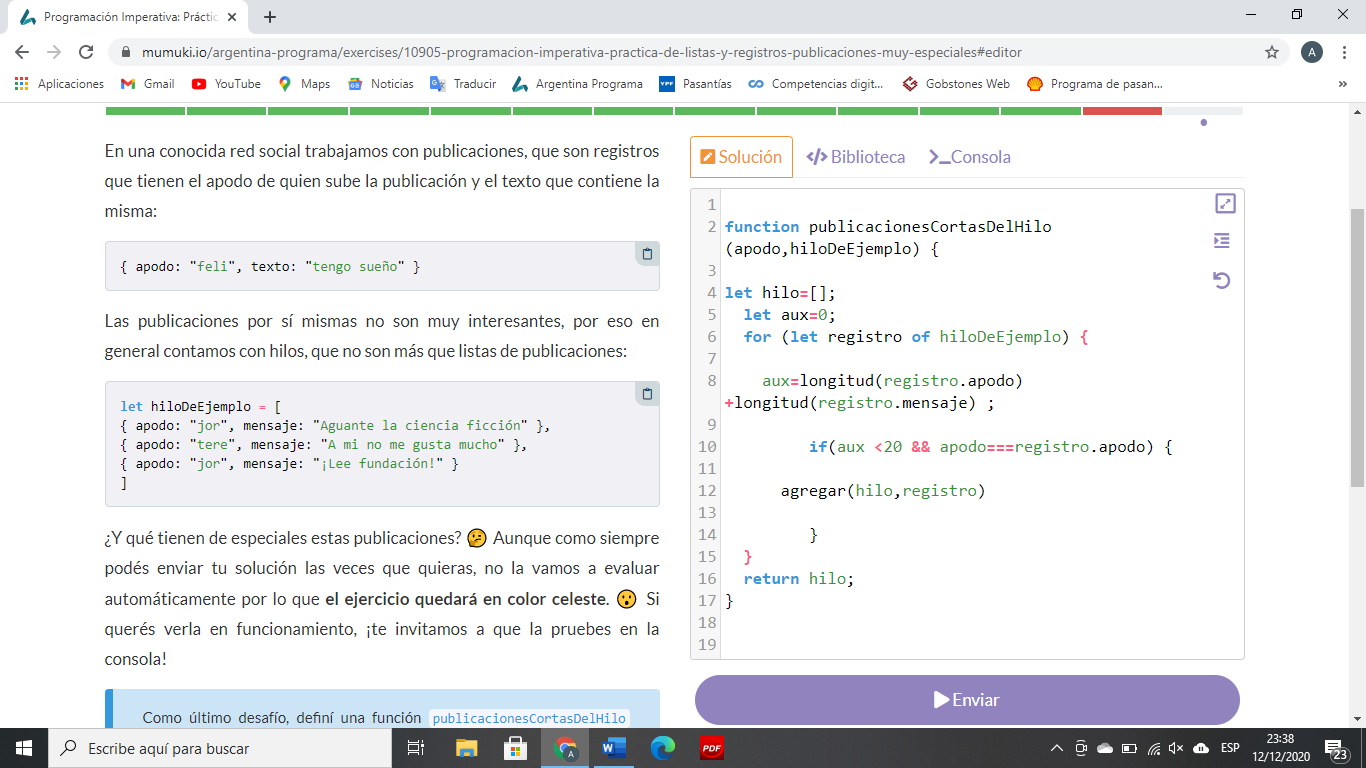 Programación Imperativa: Práctic
mumuki.io/argentina-programa/exercises/10905-programacion-imperativa-practica-de-listas-y-registros-publicaciones-muy-especiales#editor
A
Aplicaciones Gmail YouTube Maps Noticias Traducir Argentina Programa YPF Pasantías Competencias digit... Gobstones Web Programa de pasan... »
En una conocida red social trabajamos con publicaciones, que son registros
que tienen el apodo de quien sube la publicación y el texto que contiene la
misma:
{ apodo: "feli", texto: "tengo sueño" }
Las publicaciones por sí mismas no son muy interesantes, por eso en
general contamos con hilos, que no son más que listas de publicaciones:
let hiloDeEjemplo = [
{ apodo: "jor", mensaje: "Aguante la ciencia ficción" },
{ apodo: "tere", mensaje: "A mi no me gusta mucho" },
{ apodo: "jor", mensaje: "¡Lee fundación!" }
]
¿Y qué tienen de especiales estas publicaciones? 🤔 Aunque como siempre
podés enviar tu solución las veces que quieras, no la vamos a evaluar
automáticamente por lo que el ejercicio quedará en color celeste. 😮 Si
querés verla en funcionamiento, ¡te invitamos a que la pruebes en la
consola!
Como último desafío, definí una función publicacionesCortasDelHilo
Solución </> Biblioteca >_Consola
1
2 function publicacionesCortasDelHilo
(apodo,hiloDeEjemplo) {
3
4 let hilo=[];
5 let aux=0;
6 for (let registro of hiloDeEjemplo) {
7
8 aux=longitud(registro.apodo)
+longitud(registro.mensaje) ;
9
10 if(aux <20 && apodo===registro.apodo) {
11
12 agregar(hilo,registro)
13
14 }
15 }
16 return hilo;
17 }
18
19
Enviar
Escribe aquí para buscar
A
W
PDF
ESP
23:38
12/12/2020
23